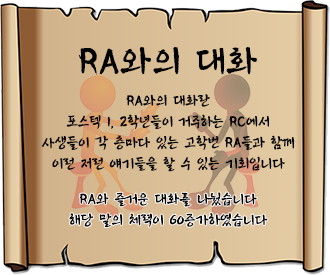 RA와의 대화
RA와의 대화란
포스텍 1, 2학년들이 거주하는 RC에서
사생들이 각 층마다 있는 고학번 RA들과 함께
이런 저런 얘기들을 할 수 있는 기회입니다
RA와 즐거운 대화를 나눴습니다
해당 말의 체력이 60증가하였습니다